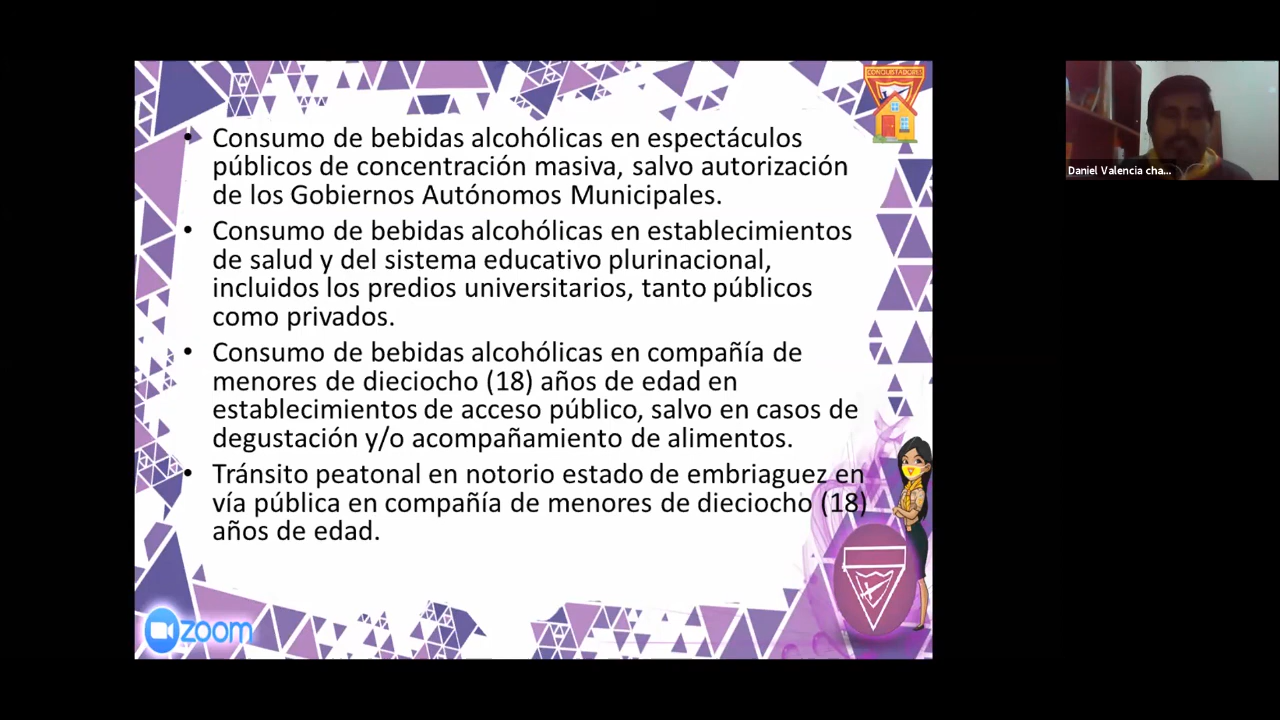 CONQUISTADORES
• Consumo de bebidas alcohólicas en espectáculos
públicos de concentración masiva, salvo autorización
de los Gobiernos Autónomos Municipales.
• Consumo de bebidas alcohólicas en establecimientos
de salud y del sistema educativo plurinacional,
incluidos los predios universitarios, tanto públicos
como privados.
• Consumo de bebidas alcohólicas en compañía de
menores de dieciocho (18) años de edad en
establecimientos de acceso público, salvo en casos de
degustación y/o acompañamiento de alimentos.
• Tránsito peatonal en notorio estado de embriaguez en
vía pública en compañía de menores de dieciocho (18)
años de edad.
zoom
Daniel Valencia cha...